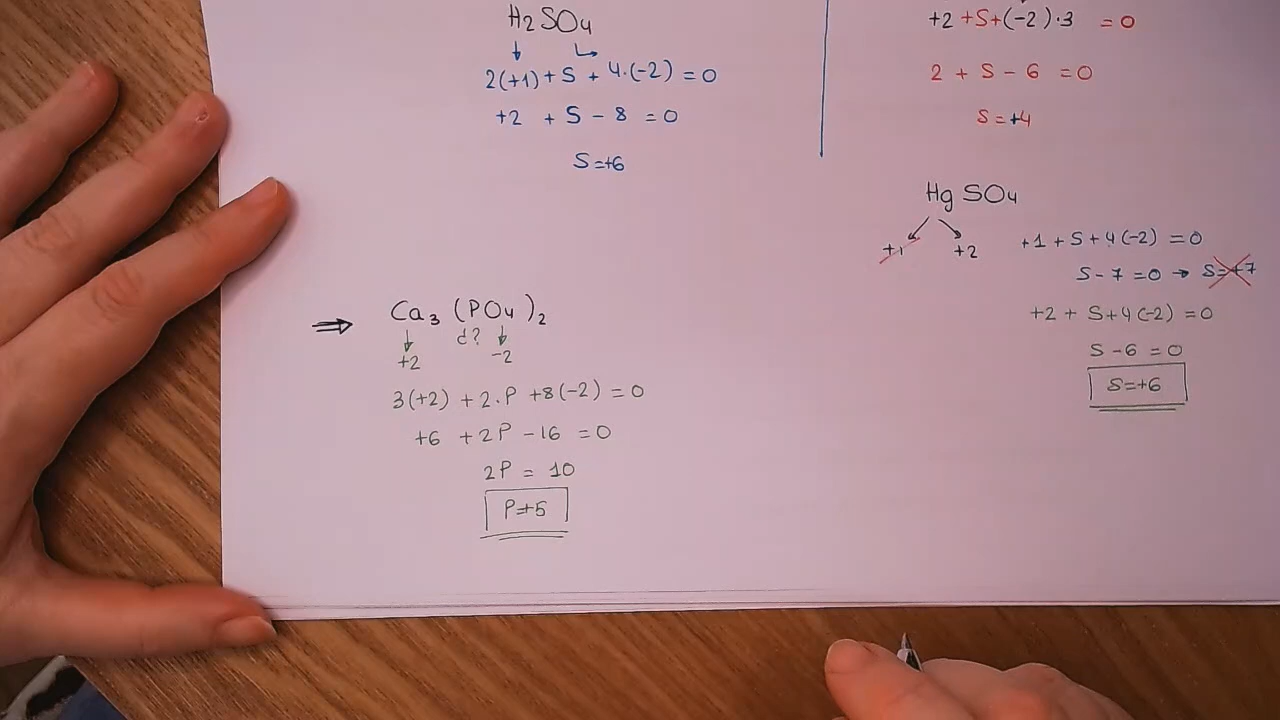 H2SO4
2(+1) + S + 4·(-2) = 0
+2 + S - 8 = 0
S=+6
+2 +S+(-2)·3 = 0
2 + S - 6 = 0
S=+4
Hg SO4
+1 +2
+1 + S + 4(-2) = 0
S - 7 = 0 → S=+7
+2 + S + 4(-2) = 0
S - 6 = 0
S=+6
⇒ Ca3 (PO4)2
+2 ¿? -2
3(+2) + 2·P + 8(-2) = 0
+6 + 2P - 16 = 0
2P = 10
P=+5